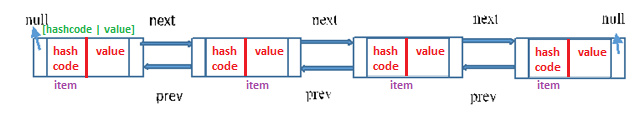 null
[hashcode | value]
next
next
next
null
hash code
value
hash code
value
hash code
value
hash code
value
item
item
item
item
prev
prev
prev